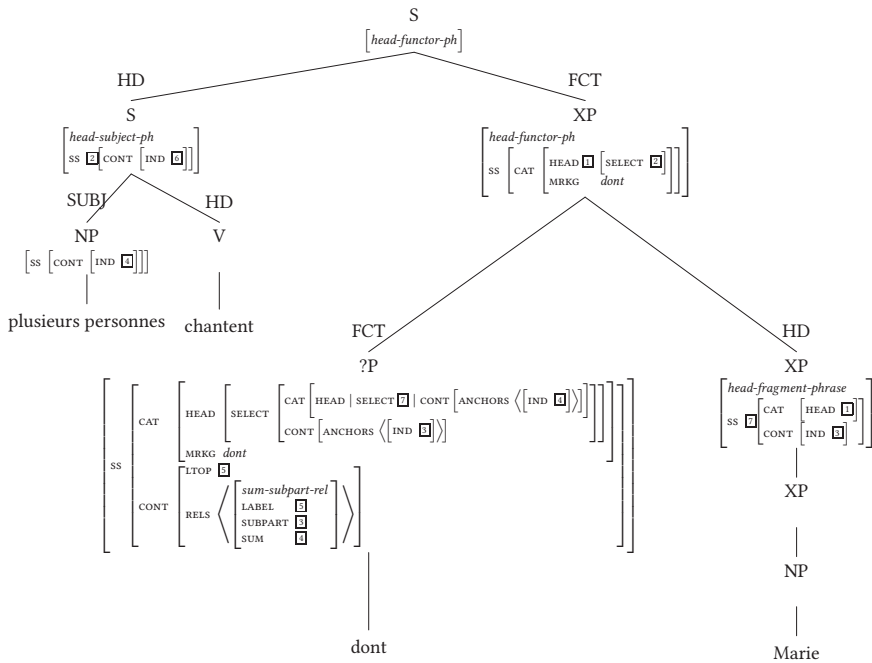 S
[head-functor-ph]
HD FCT
S XP
[head-subject-ph
SS 2[CONT [IND 6]]]
[head-functor-ph
SS [CAT [HEAD 1 [SELECT 2]
MRKG dont]]]
SUBJ HD
NP V
[SS [CONT [IND 4]]]
plusieurs personnes chantent
FCT HD
?P XP
[SS [CAT [HEAD [SELECT [CAT [HEAD | SELECT 7 | CONT [ANCHORS ⟨[IND 4]⟩]]
CONT [ANCHORS ⟨[IND 3]⟩]]]
MRKG dont]
CONT [LTOP 5
RELS ⟨[sum-subpart-rel
LABEL 5
SUBPART 3
SUM 4]⟩]]]
[head-fragment-phrase
SS 7 [CAT [HEAD 1]
CONT [IND 3]]]
XP
NP
dont
Marie